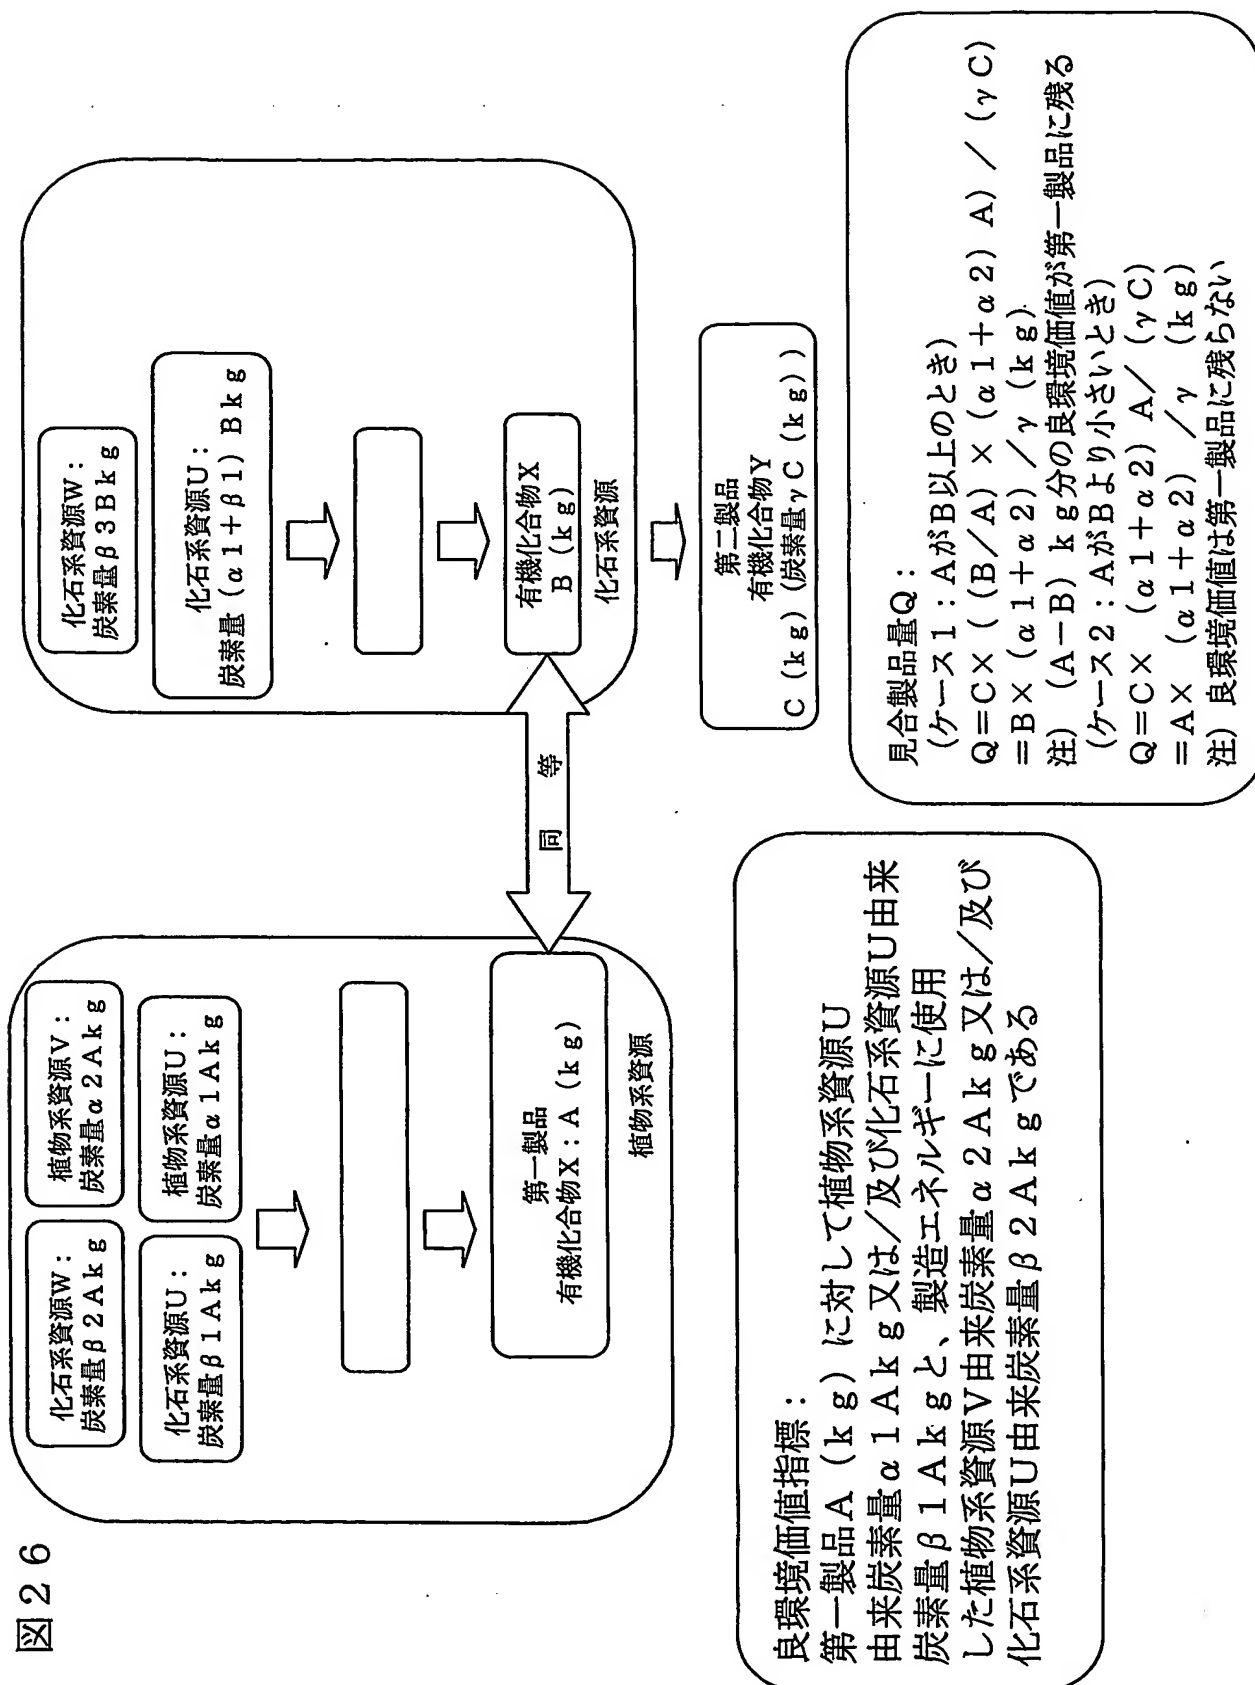 図２６
化石系資源Ｗ：
炭素量β２Ａｋｇ
植物系資源Ｖ：
炭素量α２Ａｋｇ
化石系資源Ｕ：
炭素量β１Ａｋｇ
植物系資源Ｕ：
炭素量α１Ａｋｇ
第一製品
有機化合物Ｘ：Ａ（ｋｇ）
植物系資源
同　等
化石系資源Ｗ：
炭素量β３Ｂｋｇ
化石系資源Ｕ：
炭素量（α１＋β１）Ｂｋｇ
有機化合物Ｘ
Ｂ（ｋｇ）
化石系資源
第二製品
有機化合物Ｙ
Ｃ（ｋｇ）（炭素量γＣ（ｋｇ））
良環境価値指標：
第一製品Ａ（ｋｇ）に対して植物系資源Ｕ
由来炭素量α１Ａｋｇ又は／及び化石系資源Ｕ由来
炭素量β１Ａｋｇと、製造エネルギーに使用
した植物系資源Ｖ由来炭素量α２Ａｋｇ又は／及び
化石系資源Ｕ由来炭素量β２Ａｋｇである
見合製品量Ｑ：
（ケース１：ＡがＢ以上のとき）
Ｑ＝Ｃ×（（Ｂ／Ａ）×（α１＋α２）Ａ）／（γＣ）
＝Ｂ×（α１＋α２）／γ（ｋｇ）
注）（Ａ－Ｂ）ｋｇ分の良環境価値が第一製品に残る
（ケース２：ＡがＢより小さいとき）
Ｑ＝Ｃ×（α１＋α２）Ａ／（γＣ）
＝Ａ×（α１＋α２）／γ（ｋｇ）
注）良環境価値は第一製品に残らない